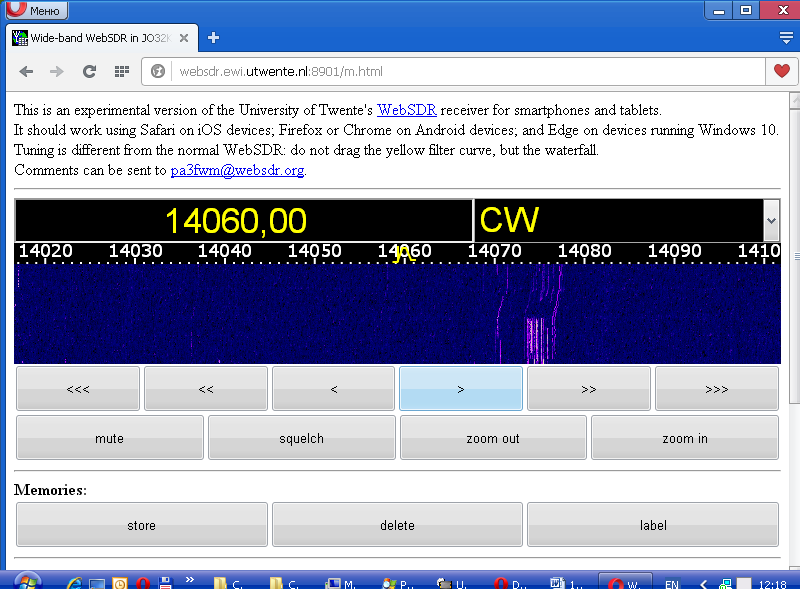 Меню
Wide-band WebSDR in JO32K
websdr.ewi.utwente.nl:8901/m.html
This is an experimental version of the University of Twente's WebSDR receiver for smartphones and tablets.
It should work using Safari on iOS devices; Firefox or Chrome on Android devices; and Edge on devices running Windows 10.
Tuning is different from the normal WebSDR: do not drag the yellow filter curve, but the waterfall.
Comments can be sent to pa3fwm@websdr.org.
14060,00 CW
14020 14030 14040 14050 14060 14070 14080 14090 1410
<<< << < > >> >>>
mute squelch zoom out zoom in
Memories:
store delete label
C. C. M. P.. U. D.. 1.. W. EN 12:18